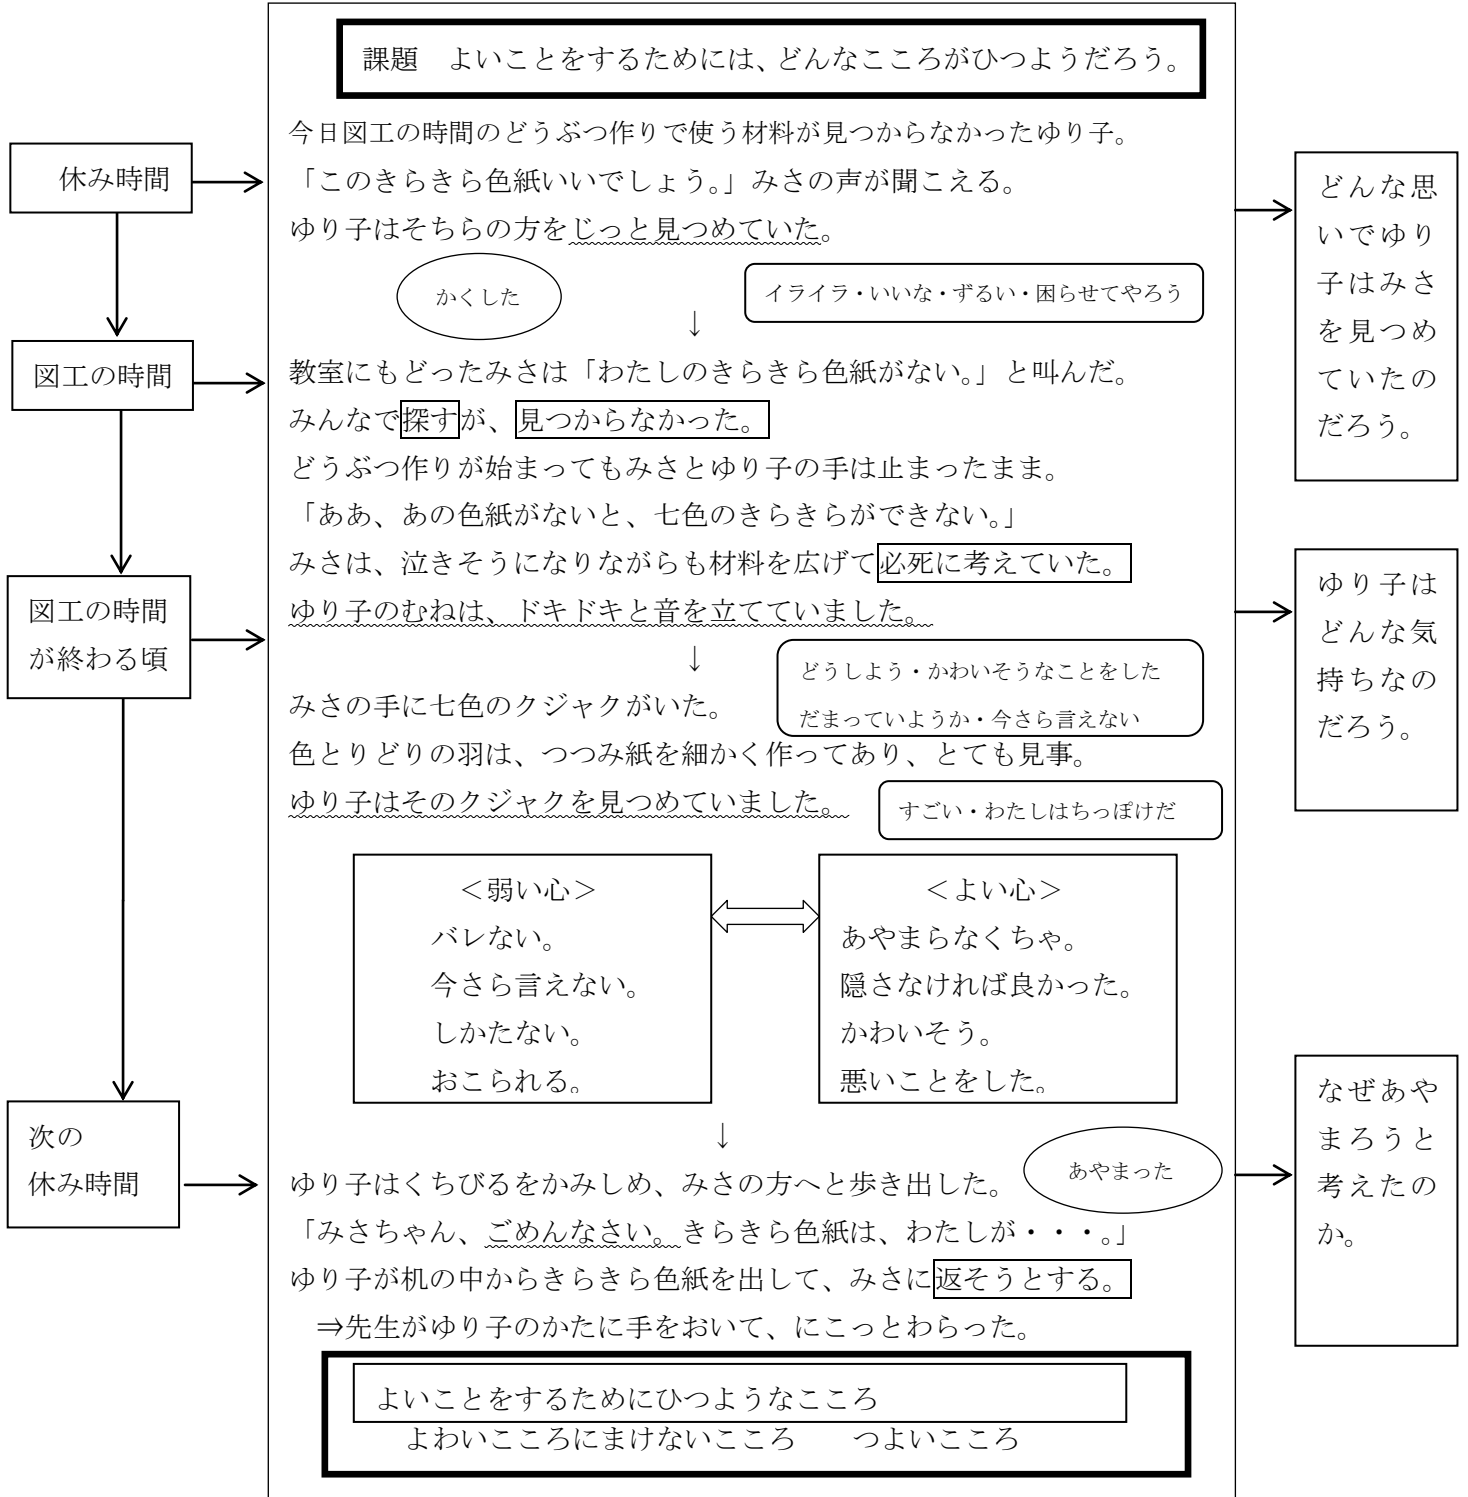 課題　よいことをするためには、どんなこころがひつようだろう。
今日図工の時間のどうぶつ作りで使う材料が見つからなかったゆり子。
休み時間
「このきらきら色紙いいでしょう。」みさの声が聞こえる。
ゆり子はそちらの方をじっと見つめていた。
どんな思
いでゆり
子はみさ
を見つめ
ていたの
だろう。
かくした
イライラ・いいな・ずるい・困らせてやろう
↓
図工の時間
教室にもどったみさは「わたしのきらきら色紙がない。」と叫んだ。
みんなで探すが、見つからなかった。
どうぶつ作りが始まってもみさとゆり子の手は止まったまま。
「ああ、あの色紙がないと、七色のきらきらができない。」
みさは、泣きそうになりながらも材料を広げて必死に考えていた。
ゆり子のむねは、ドキドキと音を立てていました。
ゆり子は
どんな気
持ちなの
だろう。
図工の時間
が終わる頃
↓
どうしよう・かわいそうなことをした
だまっていようか・今さら言えない
みさの手に七色のクジャクがいた。
色とりどりの羽は、つつみ紙を細かく作ってあり、とても見事。
ゆり子はそのクジャクを見つめていました。
すごい・わたしはちっぽけだ
＜弱い心＞
バレない。
今さら言えない。
しかたない。
おこられる。
＜よい心＞
あやまらなくちゃ。
隠さなければ良かった。
かわいそう。
悪いことをした。
↓
次の
休み時間
あやまった
ゆり子はくちびるをかみしめ、みさの方へと歩き出した。
「みさちゃん、ごめんなさい。きらきら色紙は、わたしが・・・。」
ゆり子が机の中からきらきら色紙を出して、みさに返そうとする。
⇒先生がゆり子のかたに手をおいて、にこっとわらった。
なぜあや
まろうと
考えたの
か。
よいことをするためにひつようなこころ
よわいこころにまけないこころ　　つよいこころ